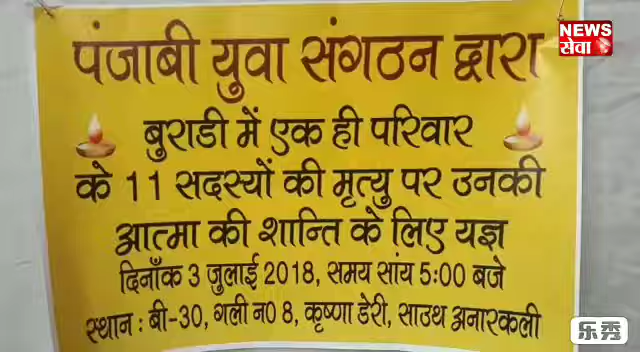 पंजाबी युवा संगठन द्वारा
NEWS
सेवा
बुराडी में एक ही परिवार
के 11 सदस्यों की मृत्यु पर उनकी
आत्मा की शान्ति के लिए यज्ञ
दिनाँक 3 जुलाई 2018, समय सांय 5:00 बजे
स्थान : बी-30, गली न0 8, कृष्णा डेरी, साउथ अनारकली
乐秀